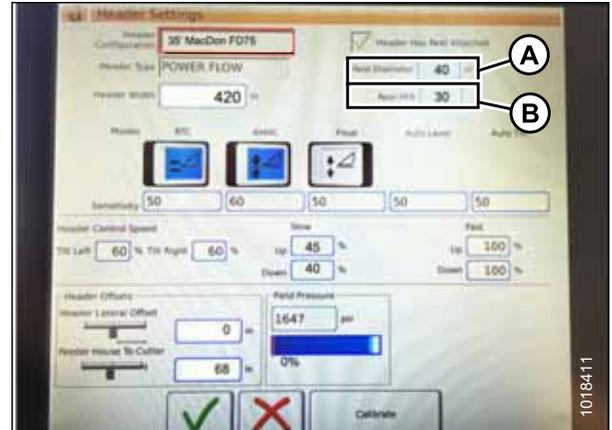 Header Settings
Header Configuration 35' MacDon FD75
Header Has Reel Attached
A
Header Type POWER FLOW
Reel Diameter 40
B
Header Width 420 in
Reel PPR 30
Modes RTC AHHC Float Auto Level Auto Tilt
Sensitivity 50 60 50 50 50
Header Control Speed
Slow Fast
Tilt Left 60 % Tilt Right 60 %
Up 45 % Up 100 %
Down 40 % Down 100 %
Header Offsets
Field Pressure
Header Lateral Offset
0 in
1647 psi
Feeder House To Cutter
68 in
0%
Calibrate
1018411